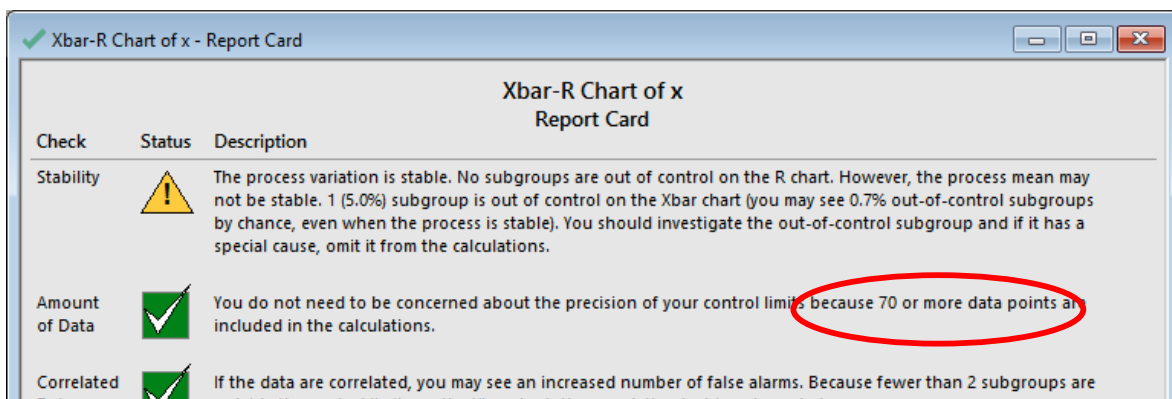 Xbar-R Chart of x - Report Card
Xbar-R Chart of x
Report Card
Check Status Description
Stability The process variation is stable. No subgroups are out of control on the R chart. However, the process mean may
not be stable. 1 (5.0%) subgroup is out of control on the Xbar chart (you may see 0.7% out-of-control subgroups
by chance, even when the process is stable). You should investigate the out-of-control subgroup and if it has a
special cause, omit it from the calculations.
Amount You do not need to be concerned about the precision of your control limits because 70 or more data points are
of Data included in the calculations.
Correlated If the data are correlated, you may see an increased number of false alarms. Because fewer than 2 subgroups are